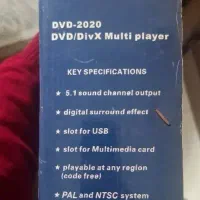 DVD-2020
DVD/DivX Multi player
KEY SPECIFICATIONS
★ 5.1 sound channel output
★ digital surround effect
★ slot for USB
★ slot for Multimedia card
★ playable at any region
(code free)
★ PAL and NTSC system